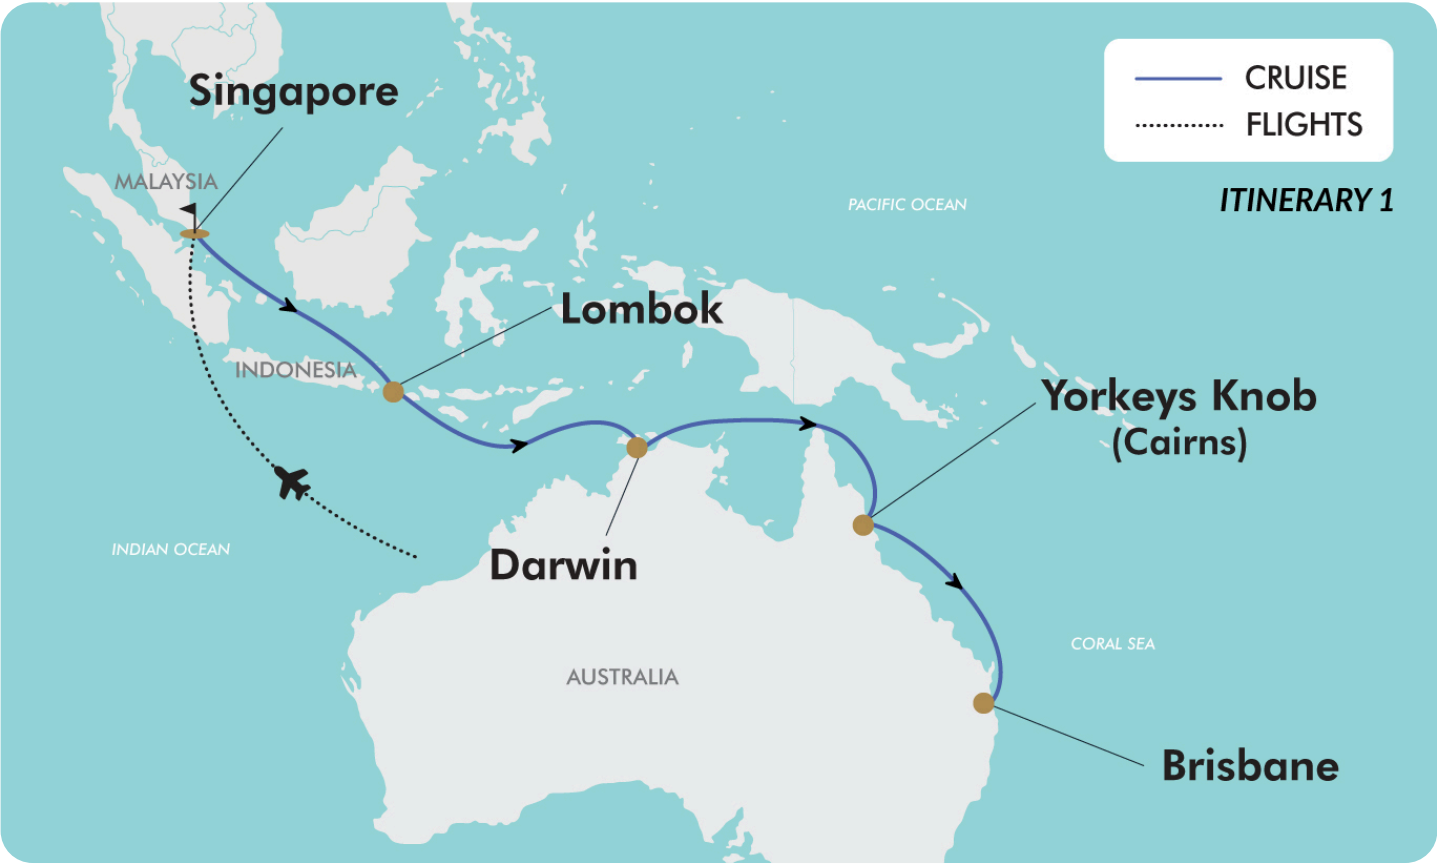 CRUISE
FLIGHTS
ITINERARY 1
Singapore
MALAYSIA
PACIFIC OCEAN
Lombok
INDONESIA
Yorkeys Knob
(Cairns)
INDIAN OCEAN
Darwin
CORAL SEA
AUSTRALIA
Brisbane